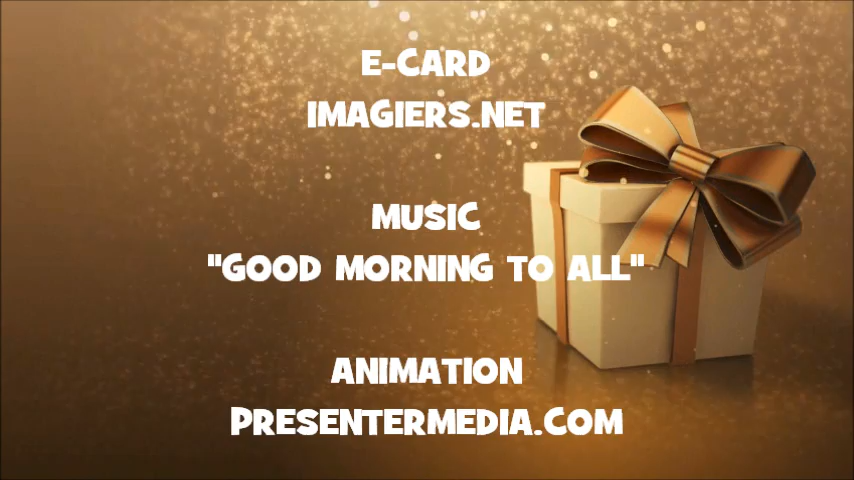 E-CARD
IMAGIERS.NET
MUSIC
"GOOD MORNING TO ALL"
ANIMATION
PRESENTERMEDIA.COM